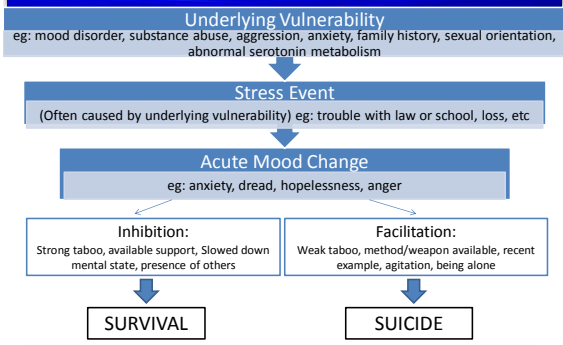 Underlying Vulnerability
eg: mood disorder, substance abuse, aggression, anxiety, family history, sexual orientation,
abnormal serotonin metabolism
Stress Event
(Often caused by underlying vulnerability) eg: trouble with law or school, loss, etc
Acute Mood Change
eg: anxiety, dread, hopelessness, anger
Inhibition:
Strong taboo, available support, Slowed down
mental state, presence of others
Facilitation:
Weak taboo, method/weapon available, recent
example, agitation, being alone
SURVIVAL
SUICIDE